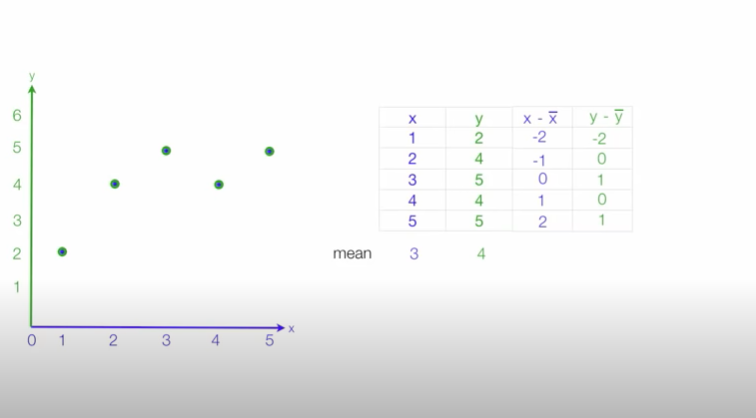 y
6
5
4
3
2
1
0 1 2 3 4 5 x
x y x - x̅ y - y̅
1 2 -2 -2
2 4 -1 0
3 5 0 1
4 4 1 0
5 5 2 1
mean 3 4